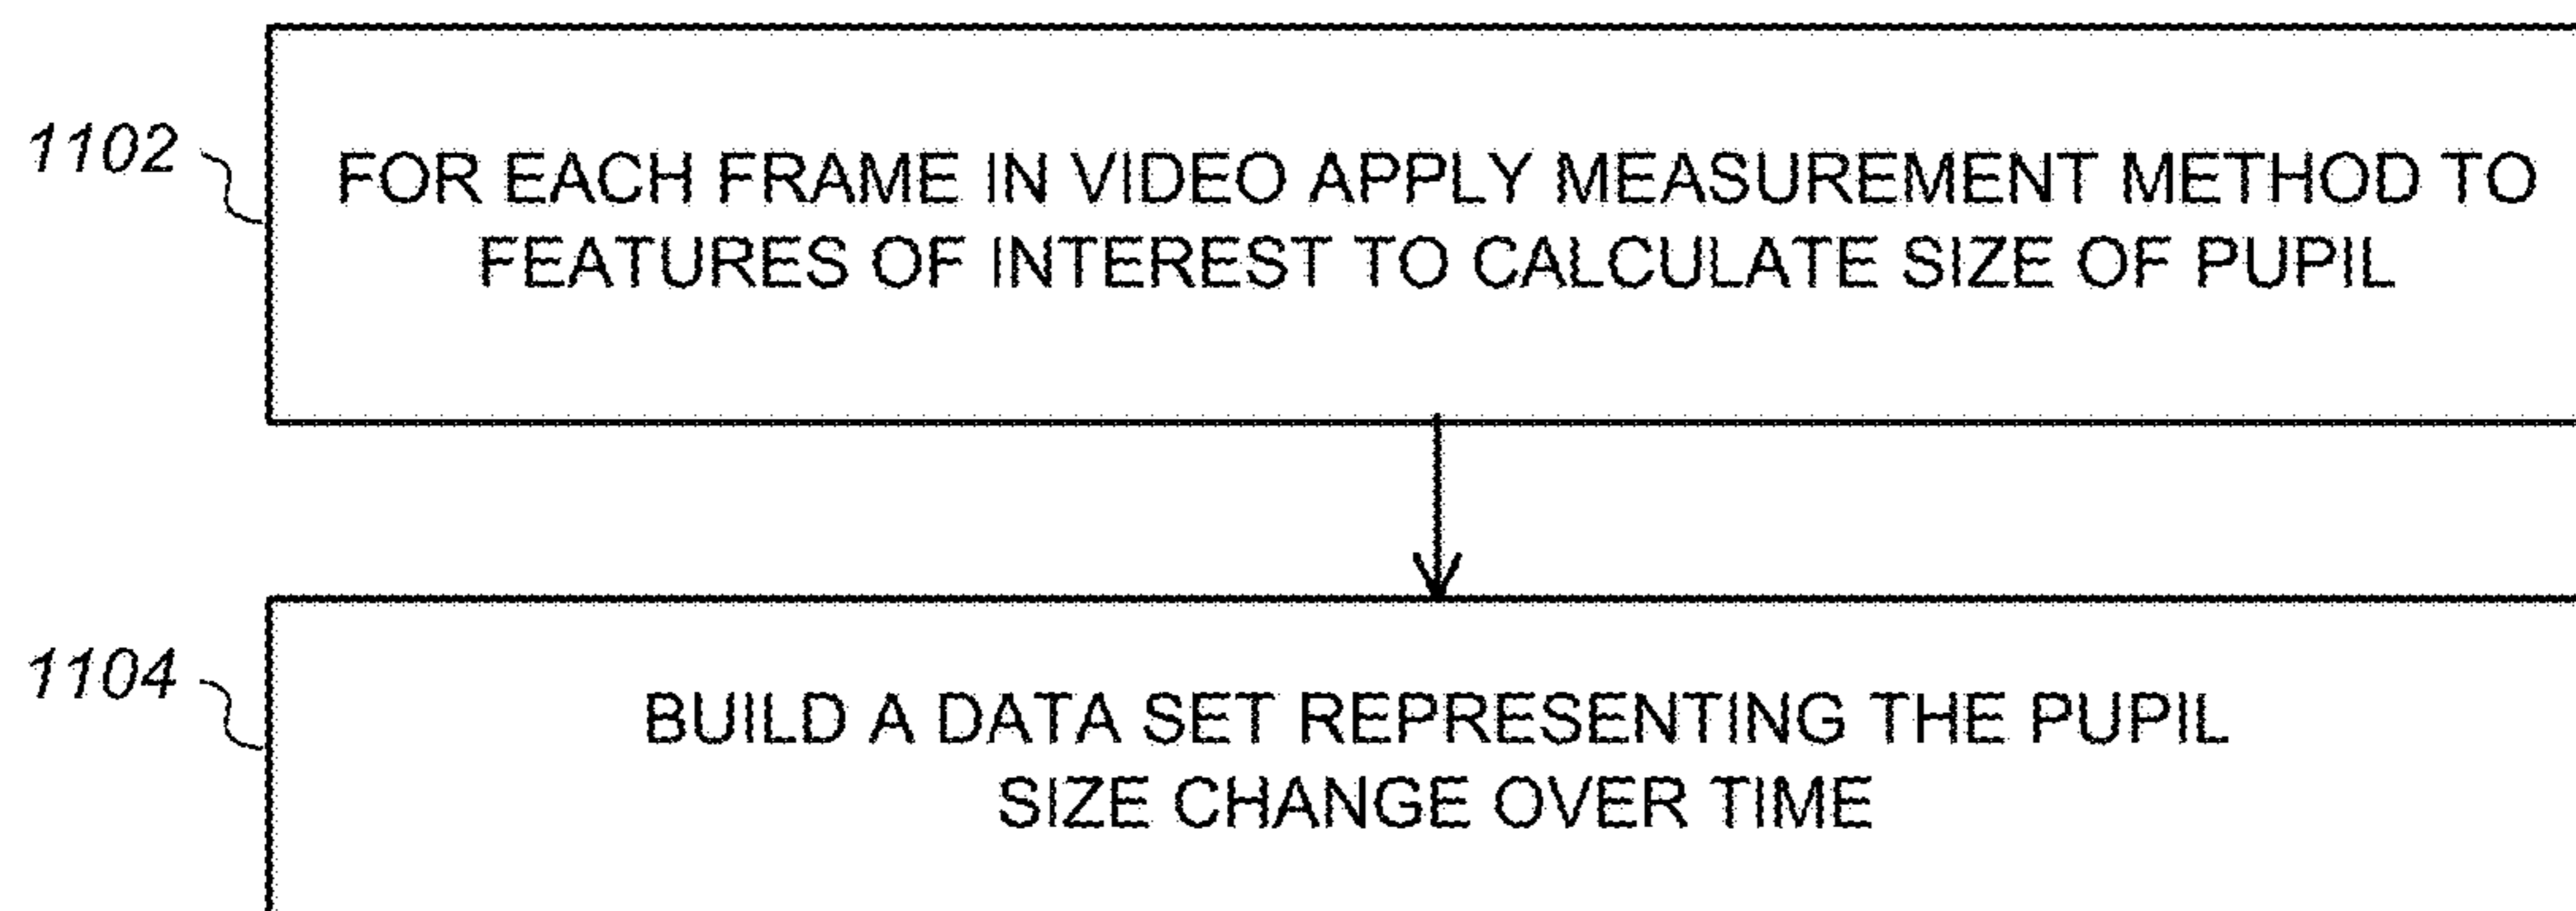 1102
FOR EACH FRAME IN VIDEO APPLY MEASUREMENT METHOD TO
FEATURES OF INTEREST TO CALCULATE SIZE OF PUPIL
1104
BUILD A DATA SET REPRESENTING THE PUPIL
SIZE CHANGE OVER TIME